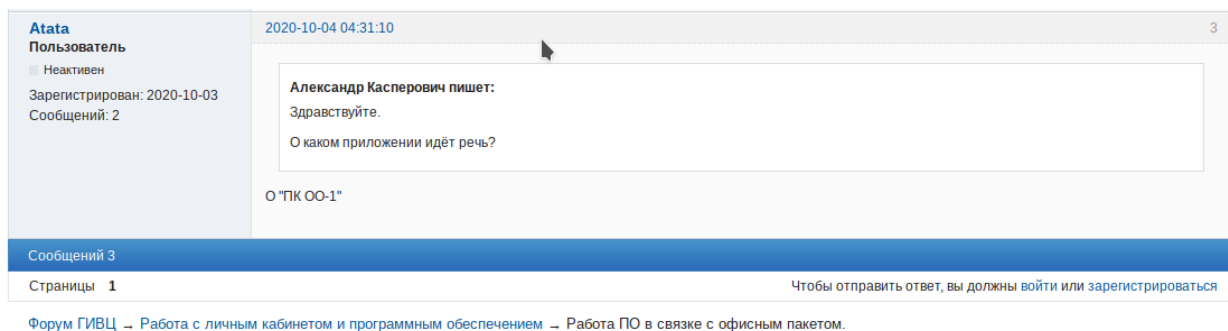 Atata
Пользователь
Неактивен
Зарегистрирован: 2020-10-03
Сообщений: 2
2020-10-04 04:31:10
3
Александр Касперович пишет:
Здравствуйте.
О каком приложении идёт речь?
О "ПК ОО-1"
Сообщений 3
Страницы 1
Чтобы отправить ответ, вы должны войти или зарегистрироваться
Форум ГИВЦ → Работа с личным кабинетом и программным обеспечением → Работа ПО в связке с офисным пакетом.